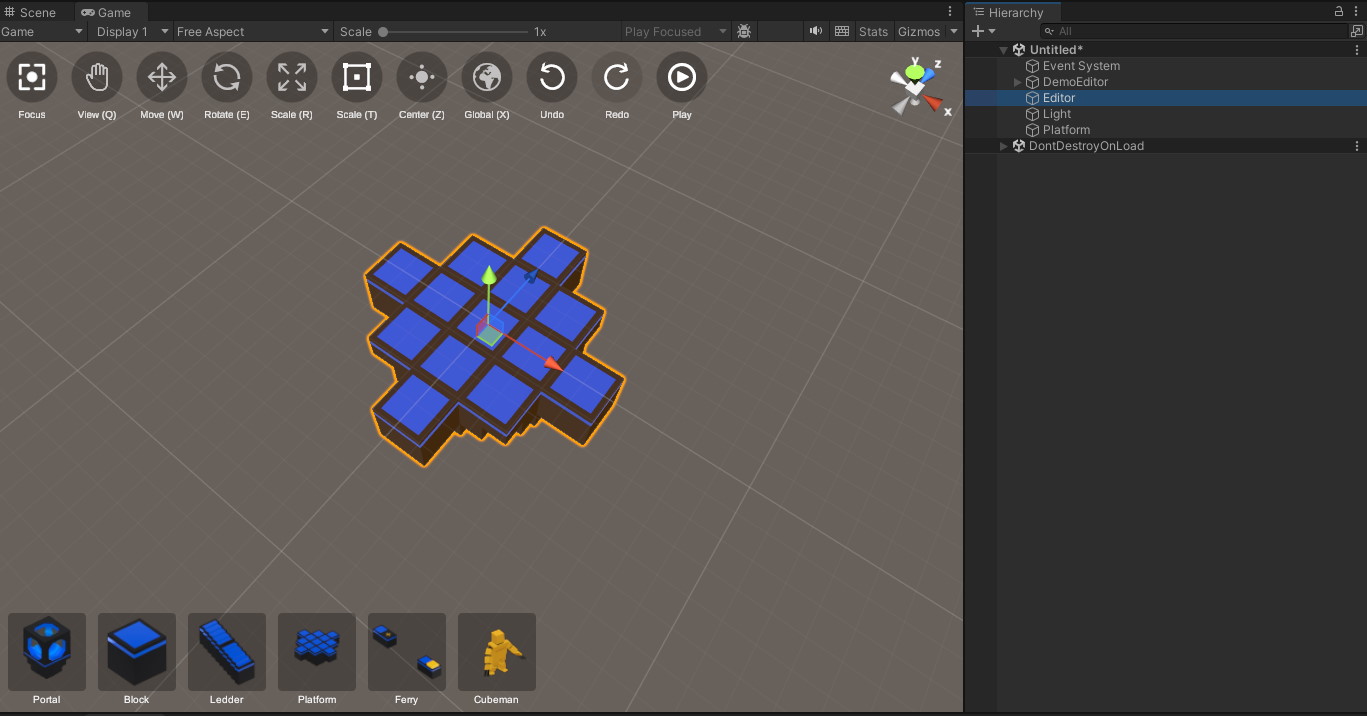 Scene Game
Game Display 1 Free Aspect Scale 1x Play Focused Stats Gizmos
Focus View (Q) Move (W) Rotate (E) Scale (R) Scale (T) Center (Z) Global (X) Undo Redo Play
y
z
x
Portal Block Ledder Platform Ferry Cubeman
Hierarchy
All
Untitled*
Event System
DemoEditor
Editor
Light
Platform
DontDestroyOnLoad